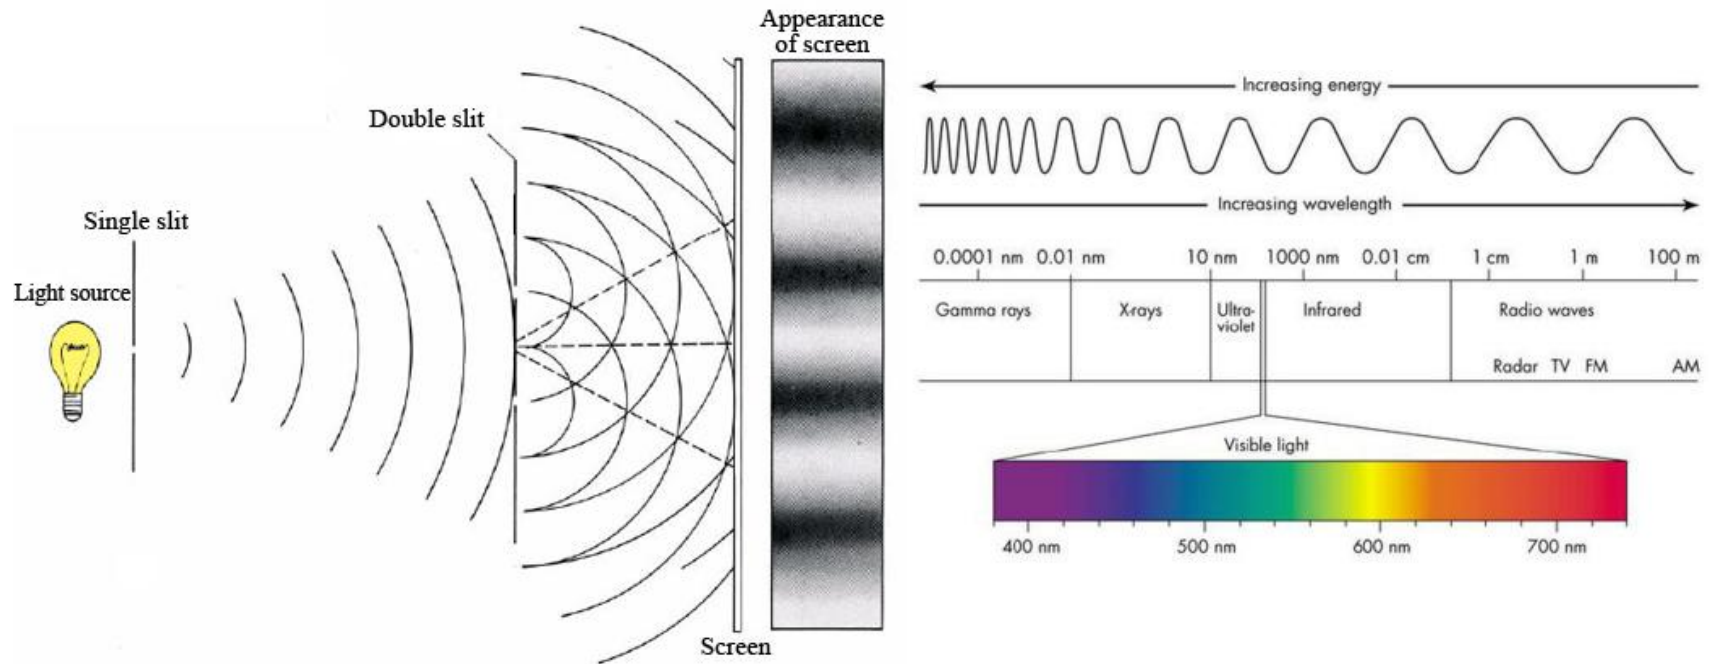 Appearance
of screen
Double slit
Single slit
Light source
Screen
Increasing energy
Increasing wavelength
0.0001 nm 0.01 nm 10 nm 1000 nm 0.01 cm 1 cm 1 m 100 m
Gamma rays X-rays Ultra- Infrared Radio waves
violet
Radar TV FM AM
Visible light
400 nm 500 nm 600 nm 700 nm